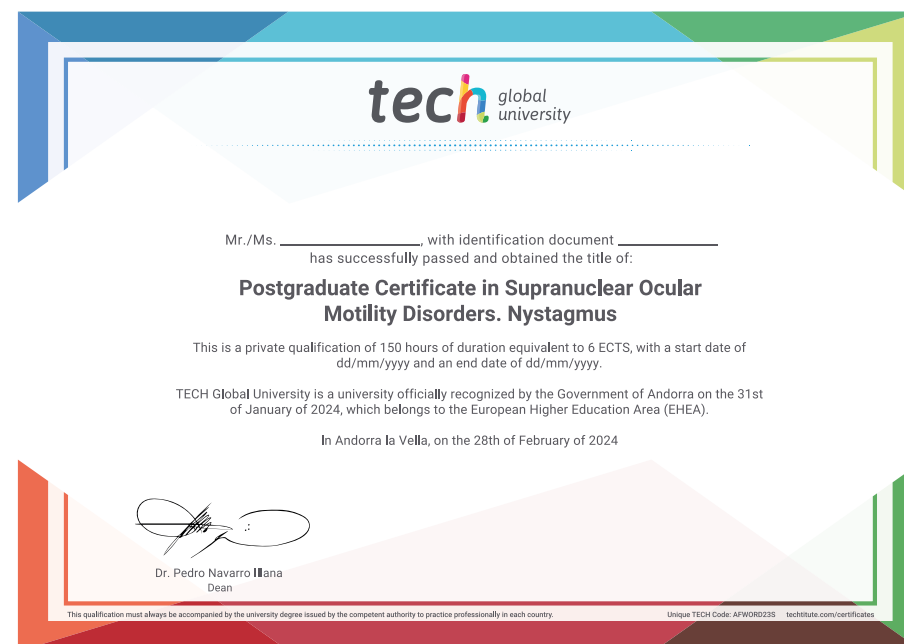 tech global university
Mr./Ms. ____________, with identification document ____________
has successfully passed and obtained the title of:
Postgraduate Certificate in Supranuclear Ocular
Motility Disorders. Nystagmus
This is a private qualification of 150 hours of duration equivalent to 6 ECTS, with a start date of
dd/mm/yyyy and an end date of dd/mm/yyyy.
TECH Global University is a university officially recognized by the Government of Andorra on the 31st
of January of 2024, which belongs to the European Higher Education Area (EHEA).
In Andorra la Vella, on the 28th of February of 2024
Dr. Pedro Navarro Illana
Dean
This qualification must always be accompanied by the university degree issued by the competent authority to practice professionally in each country.
Unique TECH Code: AFWORD23S techtitute.com/certificates